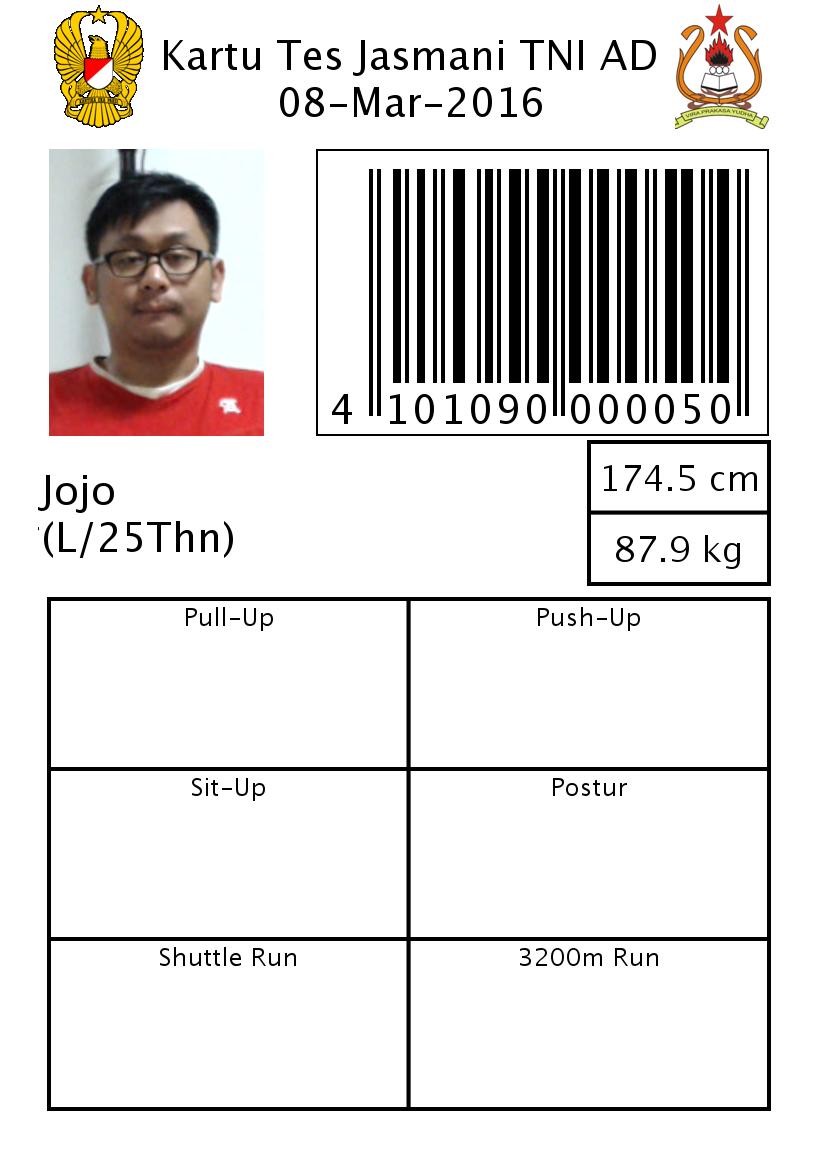 Kartu Tes Jasmani TNI AD
08-Mar-2016
VIRA PRAKASA YUDHA
4 101090 000050
Jojo
(L/25Thn)
174.5 cm
87.9 kg
Pull-Up
Push-Up
Sit-Up
Postur
Shuttle Run
3200m Run